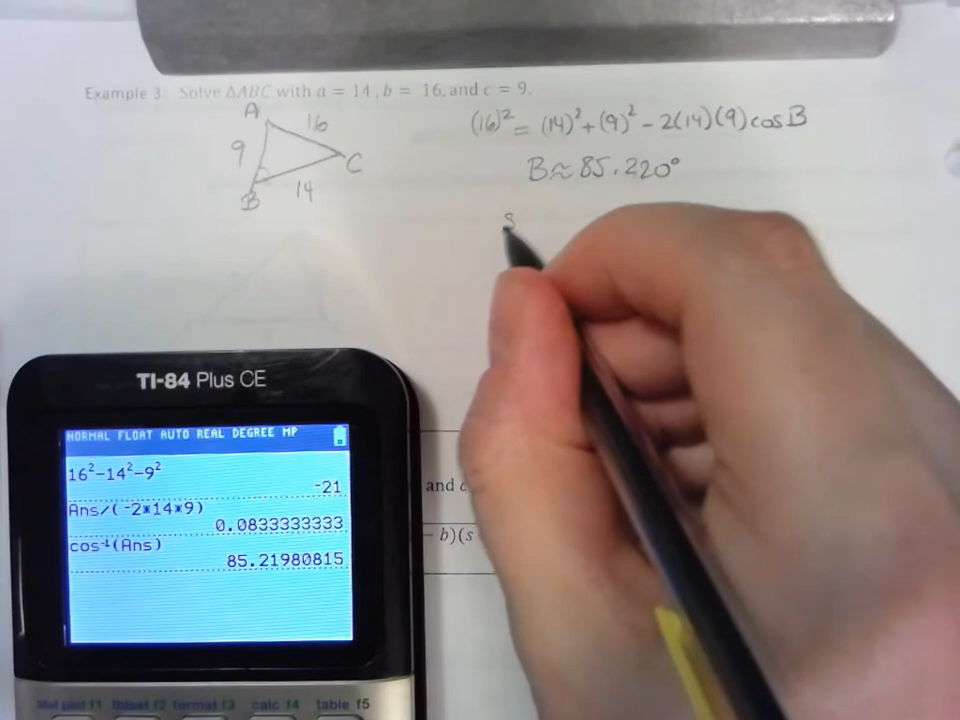 Example 3: Solve ΔABC with a = 14, b = 16, and c = 9.
A
16
9
C
14
B
(16)² = (14)² + (9)² - 2(14)(9) cos B
B ≈ 85.220°
s
and c
- b)(s
TI-84 Plus CE
NORMAL FLOAT AUTO REAL DEGREE MP
16²-14²-9²
-21
Ans/(-2*14*9)
0.0833333333
cos⁻¹(Ans)
85.21980815
stat plot f1 tblset f2 format f3 calc f4 table f5